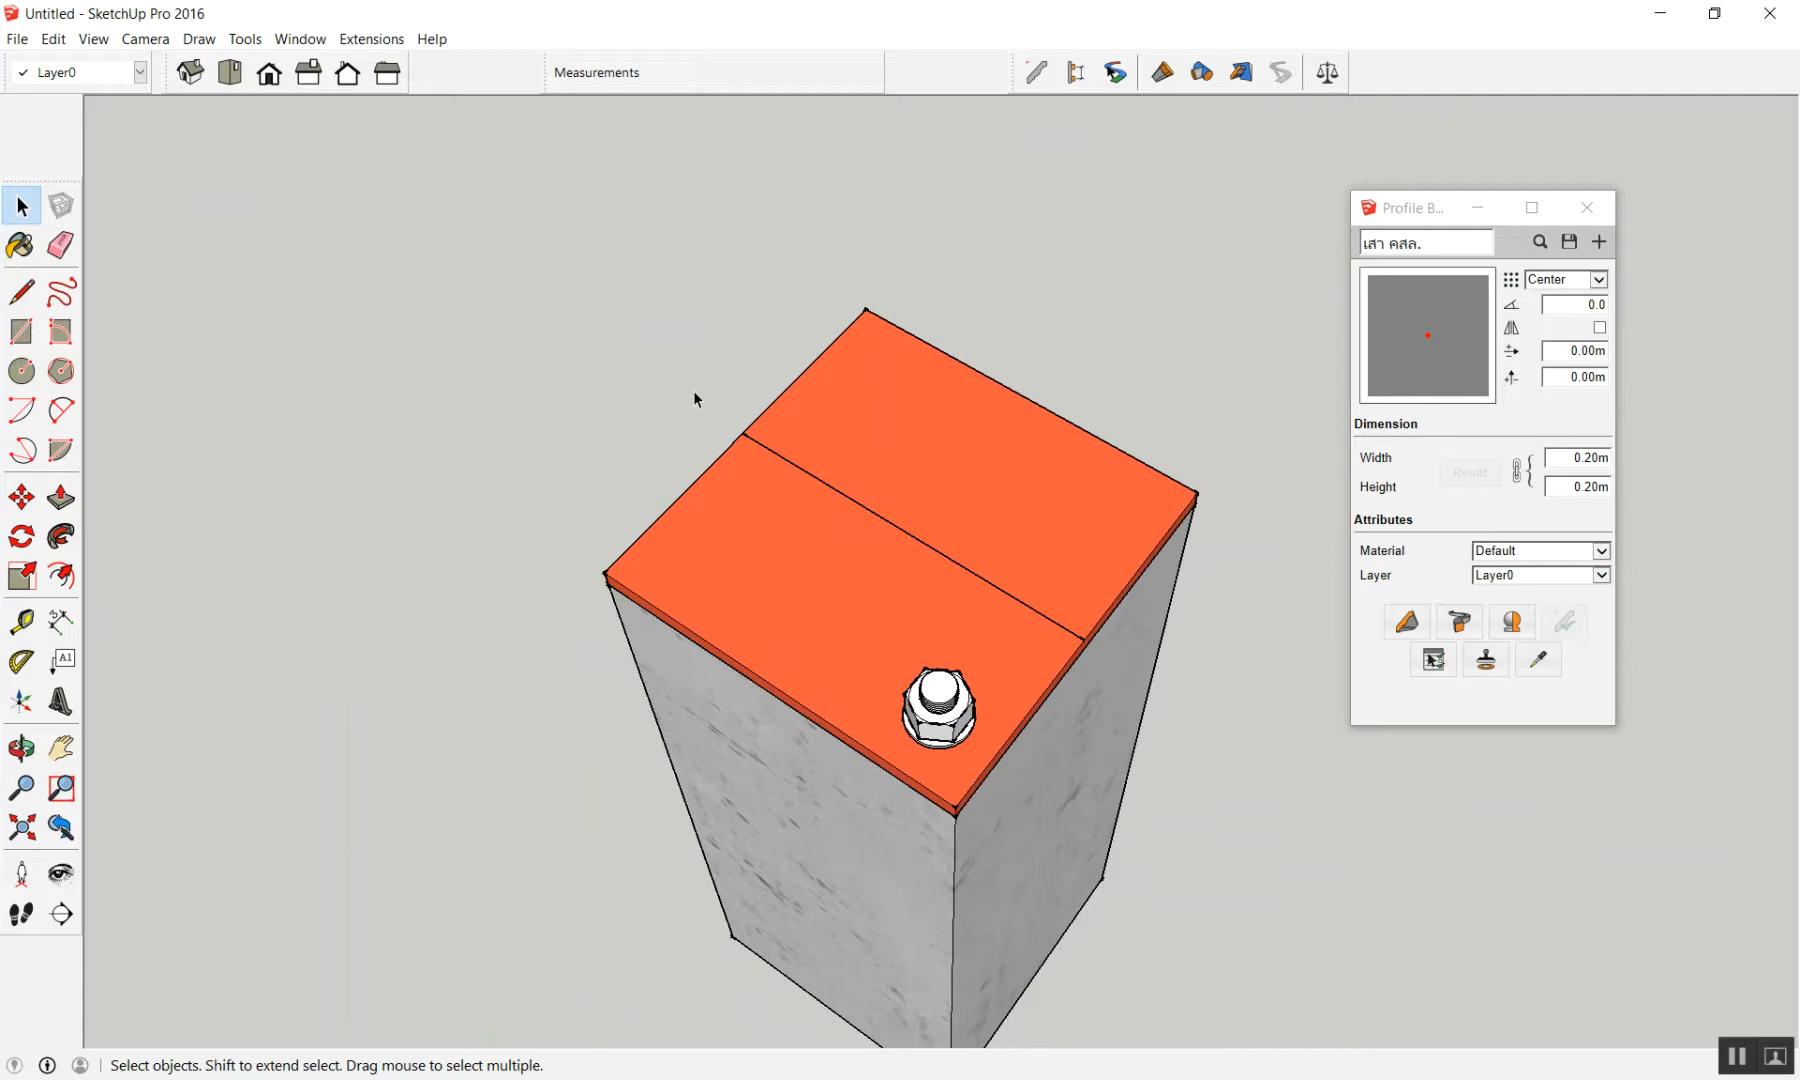 Untitled - SketchUp Pro 2016
File Edit View Camera Draw Tools Window Extensions Help
Layer0
Measurements
Profile B...
เสา คสล.
Center
0.0
0.00m
0.00m
Dimension
Width 0.20m
Reset
Height 0.20m
Attributes
Material Default
Layer Layer0
A1
Select objects. Shift to extend select. Drag mouse to select multiple.